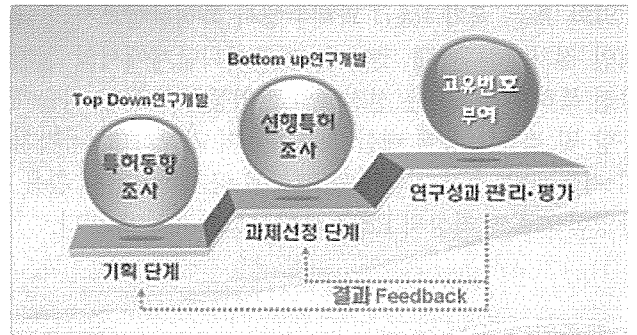 Bottom up연구개발
Top Down연구개발
고유번호
부여
선행특허
조사
특허동향
조사
연구성과 관리·평가
과제선정 단계
기획 단계
결과 Feedback